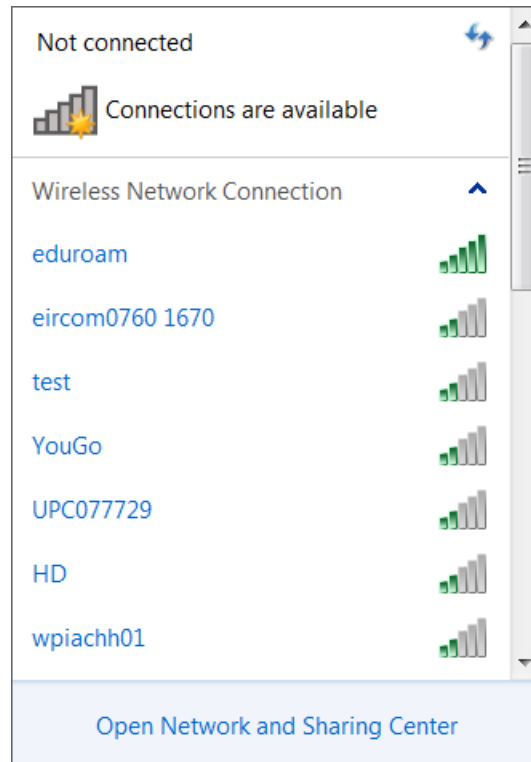 Not connected
Connections are available
Wireless Network Connection
eduroam
eircom0760 1670
test
YouGo
UPC077729
HD
wpiachh01
Open Network and Sharing Center